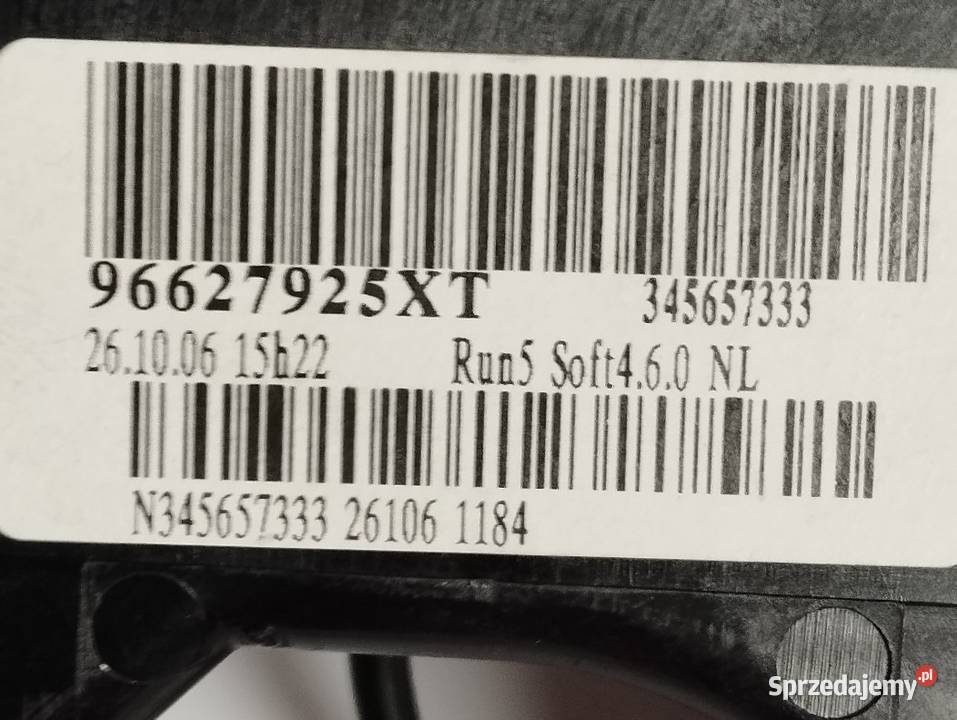 96627925XT 345657333
26.10.06 15h22 Run5 Soft4.6.0 NL
N345657333 26106 1184
Sprzedajemy.pl